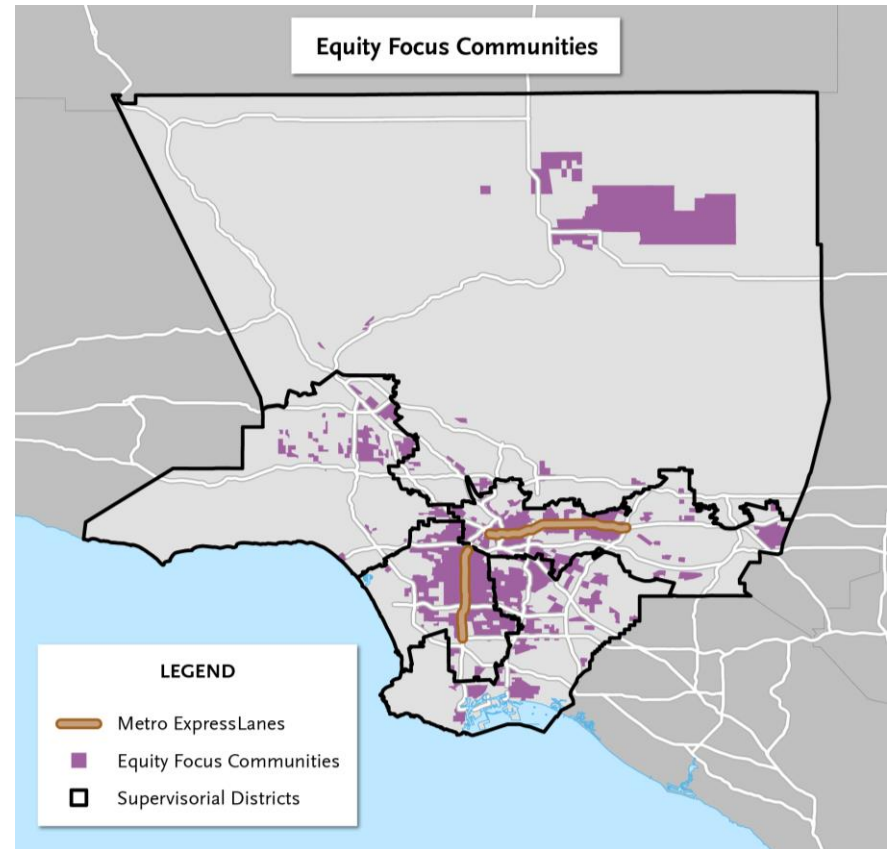 Equity Focus Communities
LEGEND
Metro ExpressLanes
Equity Focus Communities
Supervisorial Districts